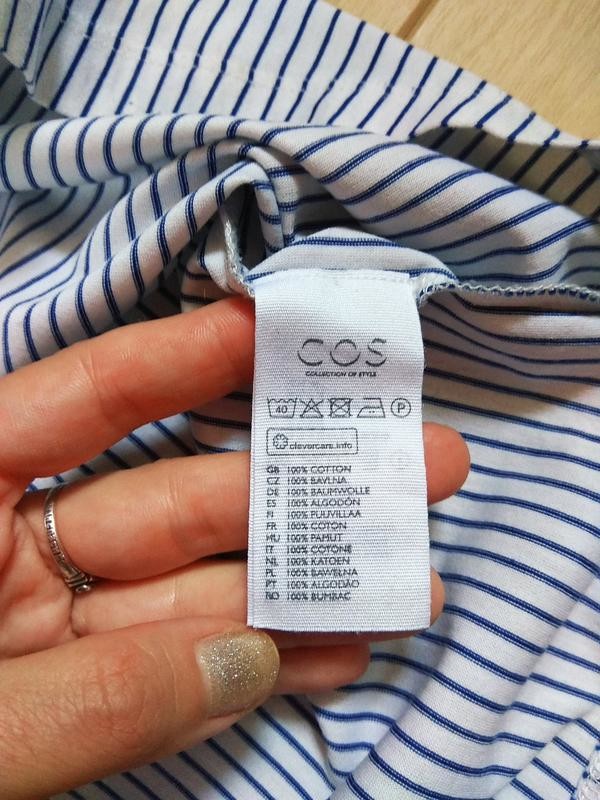 COS
COLLECTION OF STYLE
40 P
clevercare.info
GB 100% COTTON
CZ 100% BAVLNA
DE 100% BAUMWOLLE
ES 100% ALGODÓN
FI 100% PUUVILLAA
FR 100% COTON
HU 100% PAMUT
IT 100% COTONE
NL 100% KATOEN
PL 100% BAWEŁNA
PT 100% ALGODÃO
RO 100% BUMBAC